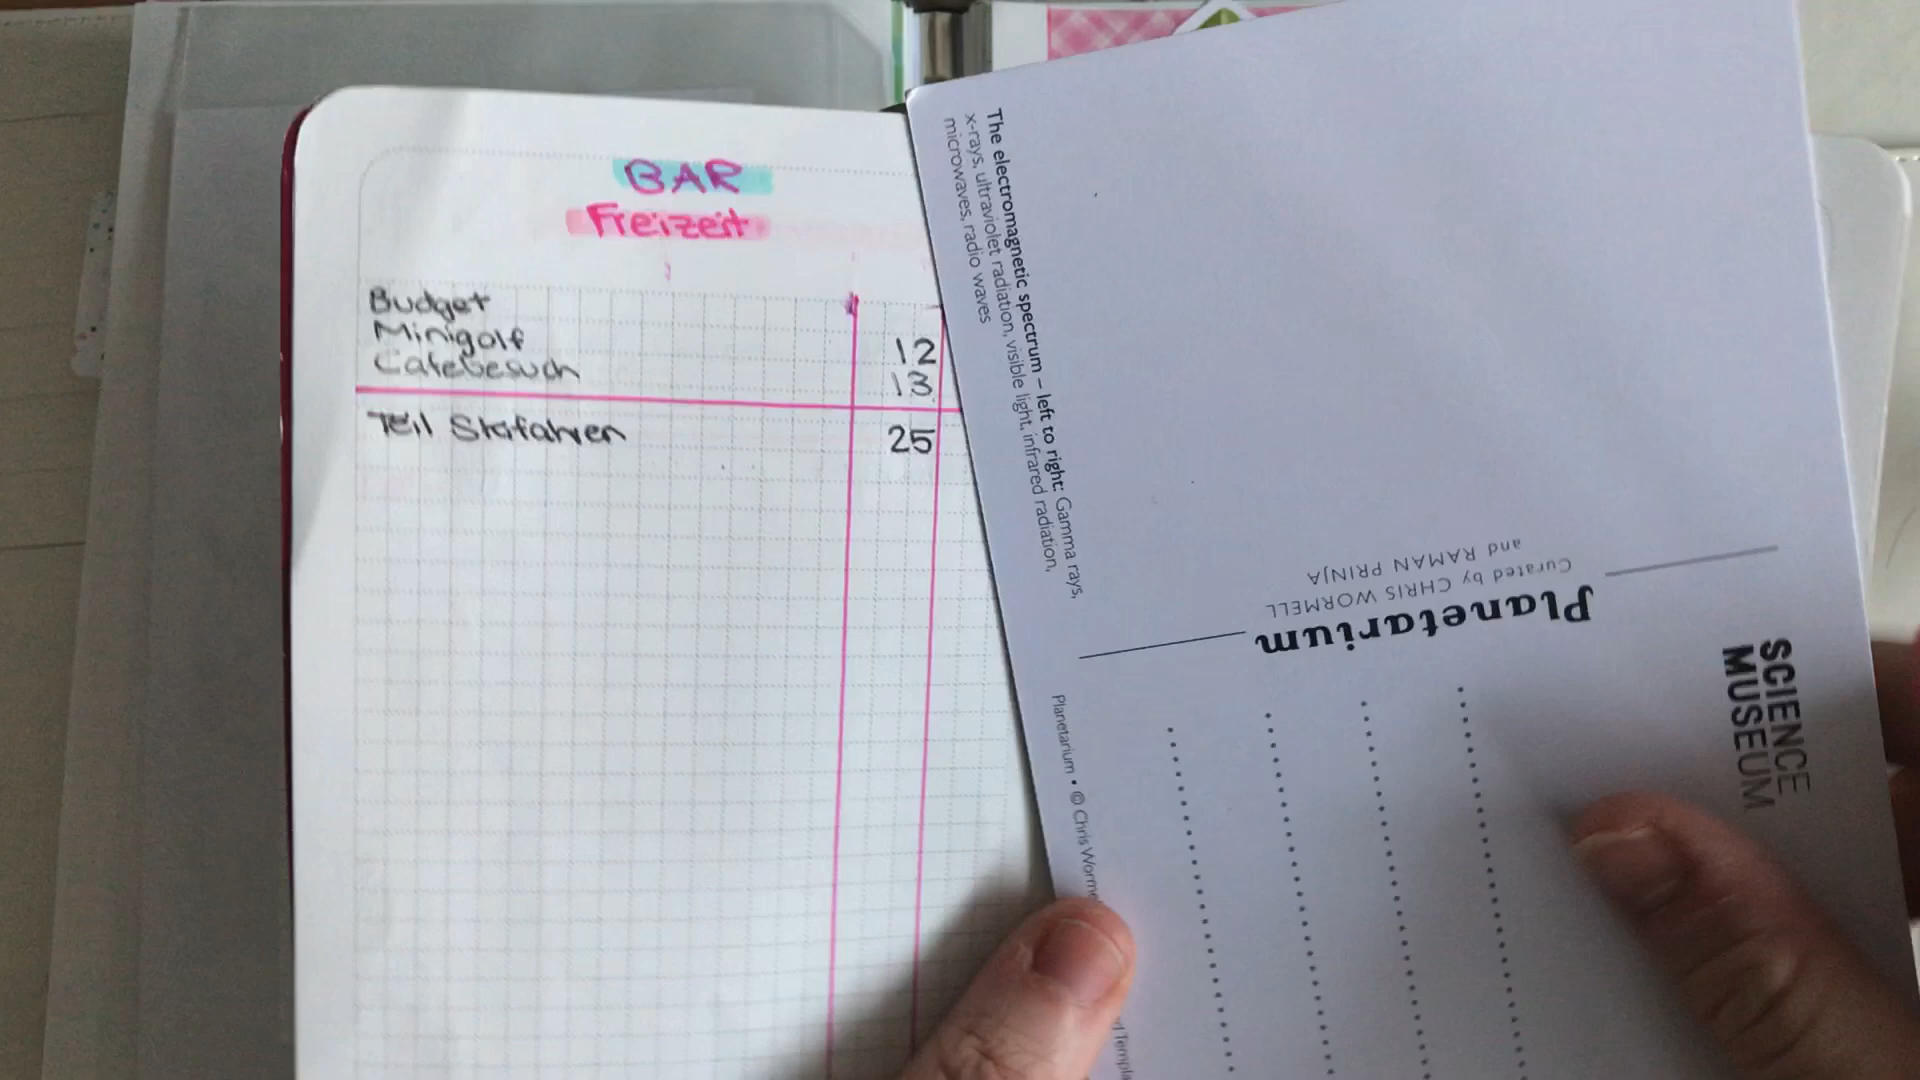 BAR
Freizeit
Budget
Minigolf 12
Cafebesuch 13
Teil Skifahren 25
The electromagnetic spectrum – left to right: Gamma rays,
x-rays, ultraviolet radiation, visible light, infrared radiation,
microwaves, radio waves
Planetarium
Curated by CHRIS WORMELL
and RAMAN PRINJA
SCIENCE
MUSEUM
Planetarium • © Chris